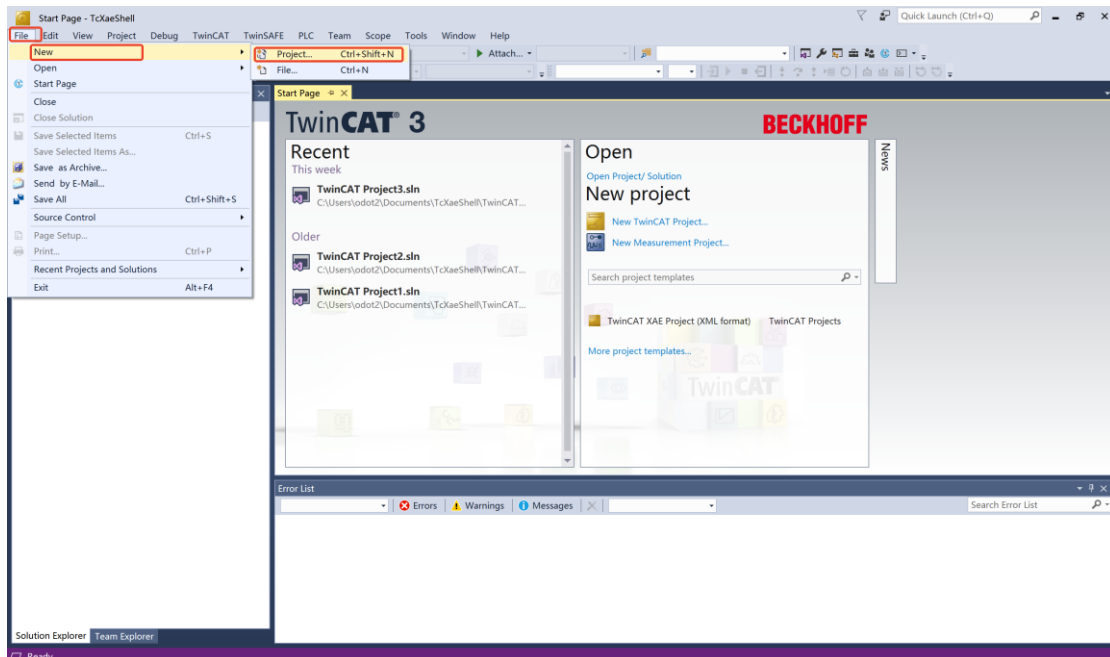 Start Page - TcXaeShell
Quick Launch (Ctrl+Q)
File Edit View Project Debug TwinCAT TwinSAFE PLC Team Scope Tools Window Help
New
Project... Ctrl+Shift+N
Attach...
Open
File... Ctrl+N
Start Page
Start Page
Close
Close Solution
Save Selected Items Ctrl+S
Save Selected Items As...
Save as Archive...
Send by E-Mail...
Save All Ctrl+Shift+S
Source Control
Page Setup...
Print... Ctrl+P
Recent Projects and Solutions
Exit Alt+F4
TwinCAT® 3
BECKHOFF
Recent
This week
TwinCAT Project3.sln
C:\Users\odot2\Documents\TcXaeShell\TwinCAT...
Older
TwinCAT Project2.sln
C:\Users\odot2\Documents\TcXaeShell\TwinCAT...
TwinCAT Project1.sln
C:\Users\odot2\Documents\TcXaeShell\TwinCAT...
Open
Open Project/ Solution
New project
New TwinCAT Project...
New Measurement Project...
Search project templates
TwinCAT XAE Project (XML format) TwinCAT Projects
More project templates...
TwinCAT
News
Error List
Errors Warnings Messages
Search Error List
Solution Explorer Team Explorer
Ready